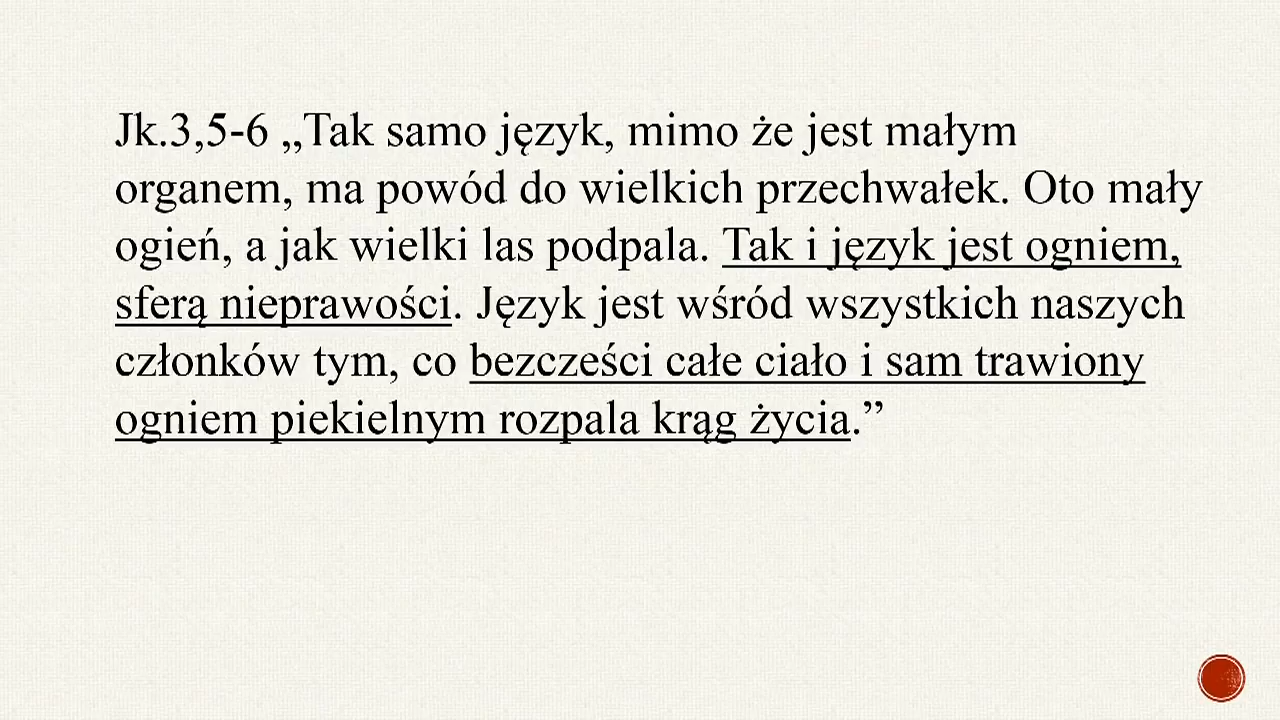 Jk.3,5-6 „Tak samo język, mimo że jest małym
organem, ma powód do wielkich przechwałek. Oto mały
ogień, a jak wielki las podpala. Tak i język jest ogniem,
sferą nieprawości. Język jest wśród wszystkich naszych
członków tym, co bezcześci całe ciało i sam trawiony
ogniem piekielnym rozpala krąg życia.”